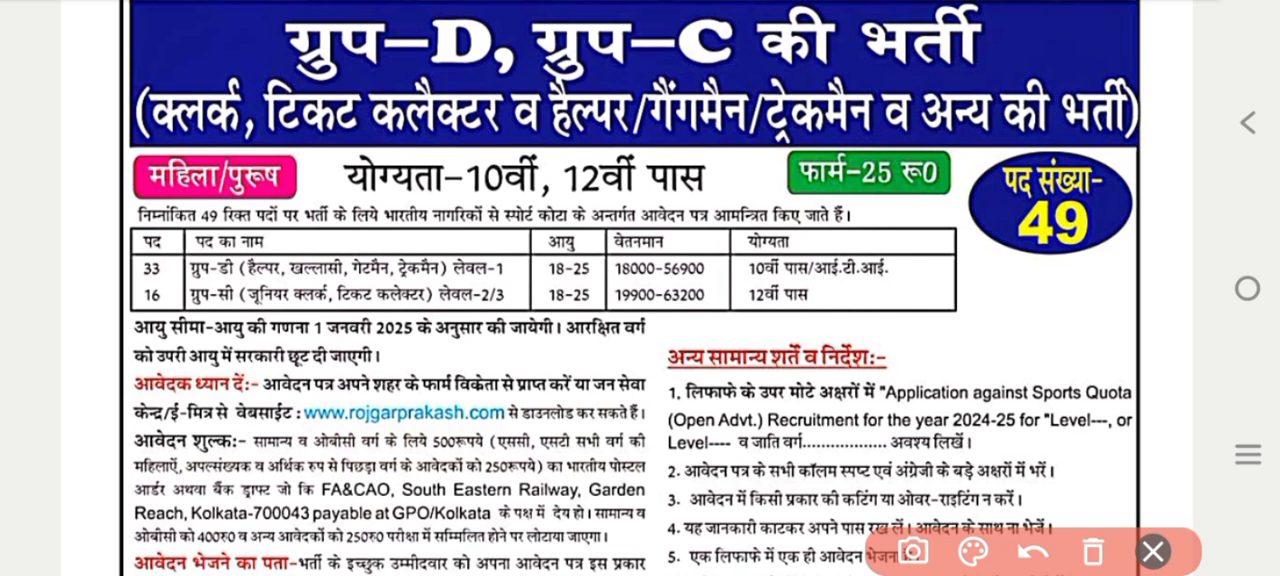 ग्रुप–D, ग्रुप–C की भर्ती
(क्लर्क, टिकट कलैक्टर व हैल्पर/गैंगमैन/ट्रेकमैन व अन्य की भर्ती)
महिला/पुरूष योग्यता–10वीं, 12वीं पास फार्म–25 रू0
पद संख्या–
49
निम्नांकित 49 रिक्त पदों पर भर्ती के लिये भारतीय नागरिकों से स्पोर्ट कोटा के अन्तर्गत आवेदन पत्र आमन्त्रित किए जाते हैं।
पद पद का नाम आयु वेतनमान योग्यता
33 ग्रुप-डी (हैल्पर, खल्लासी, गेटमैन, ट्रेकमैन) लेवल-1 18-25 18000-56900 10वीं पास/आई.टी.आई.
16 ग्रुप-सी (जूनियर क्लर्क, टिकट कलेक्टर) लेवल-2/3 18-25 19900-63200 12वीं पास
आयु सीमा-आयु की गणना 1 जनवरी 2025 के अनुसार की जायेगी। आरक्षित वर्ग
को उपरी आयु में सरकारी छूट दी जाएगी।
आवेदक ध्यान दें:- आवेदन पत्र अपने शहर के फार्म विक्रेता से प्राप्त करें या जन सेवा
केन्द्र/ई-मित्र से वेबसाईट : www.rojgarprakash.com से डाउनलोड कर सकते हैं।
आवेदन शुल्क:- सामान्य व ओबीसी वर्ग के लिये 500रूपये (एससी, एसटी सभी वर्ग की
महिलाऐं, अपल्संख्यक व अर्थिक रुप से पिछड़ा वर्ग के आवेदकों को 250रूपये) का भारतीय पोस्टल
आर्डर अथवा बैंक ड्राफ्ट जो कि FA&CAO, South Eastern Railway, Garden
Reach, Kolkata-700043 payable at GPO/Kolkata के पक्ष में देय हो। सामान्य व
ओबीसी को 400रु0 व अन्य आवेदकों को 250रु0 परीक्षा में सम्मिलित होने पर लोटाया जाएगा।
आवेदन भेजने का पता-भर्ती के इच्छुक उम्मीदवार को अपना आवेदन पत्र इस प्रकार
अन्य सामान्य शर्तें व निर्देश:-
1. लिफाफे के उपर मोटे अक्षरों में "Application against Sports Quota
(Open Advt.) Recruitment for the year 2024-25 for "Level---, or
Level---- व जाति वर्ग.................. अवश्य लिखें।
2. आवेदन पत्र के सभी कॉलम स्पष्ट एवं अंग्रेजी के बड़े अक्षरों में भरें।
3. आवेदन में किसी प्रकार की कटिंग या ओवर-राइटिंग न करें।
4. यह जानकारी काटकर अपने पास रख लें। आवेदन के साथ ना भेजें।
5. एक लिफाफे में एक ही आवेदन भेजना